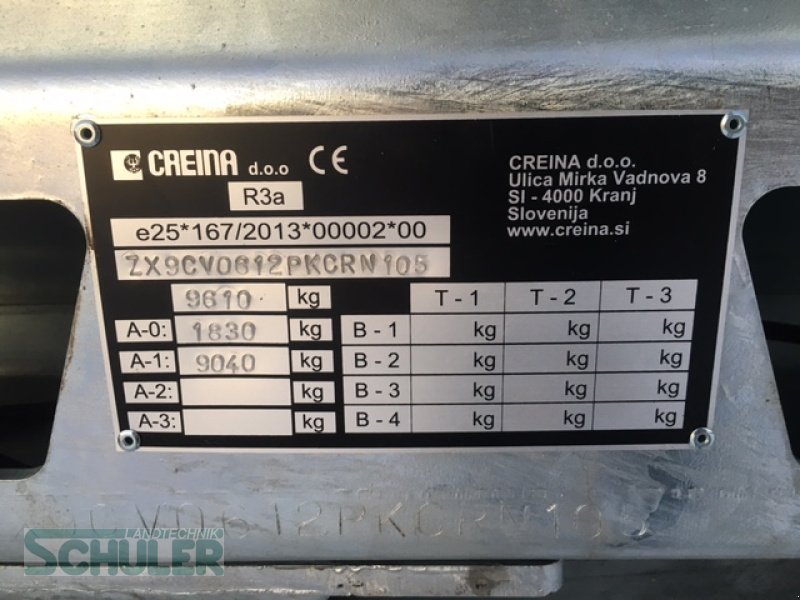 CREINA d.o.o CE
R3a
CREINA d.o.o.
Ulica Mirka Vadnova 8
SI - 4000 Kranj
Slovenija
www.creina.si
e25*167/2013*00002*00
ZX9CV0612PKCRN105
9610 kg T - 1 T - 2 T - 3
A-0: 1830 kg B - 1 kg kg kg
A-1: 9040 kg B - 2 kg kg kg
A-2: kg B - 3 kg kg kg
A-3: kg B - 4 kg kg kg
CV0612PKCRN105
LANDTECHNIK
SCHULER